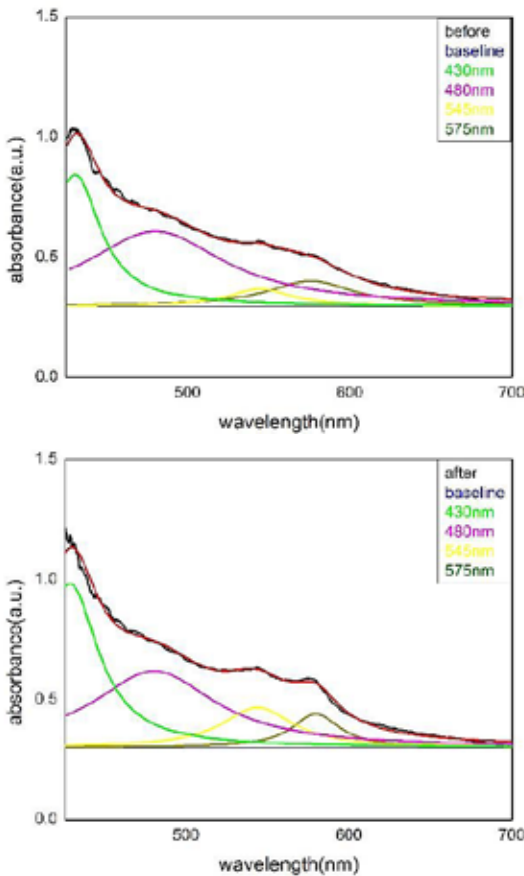 1.5
before
baseline
430nm
480nm
545nm
575nm
1.0
absorbance(a.u.)
0.5
0.0
500
600
700
wavelength(nm)
1.5
after
baseline
430nm
480nm
545nm
575nm
1.0
absorbance(a.u.)
0.5
0.0
500
600
700
wavelength(nm)